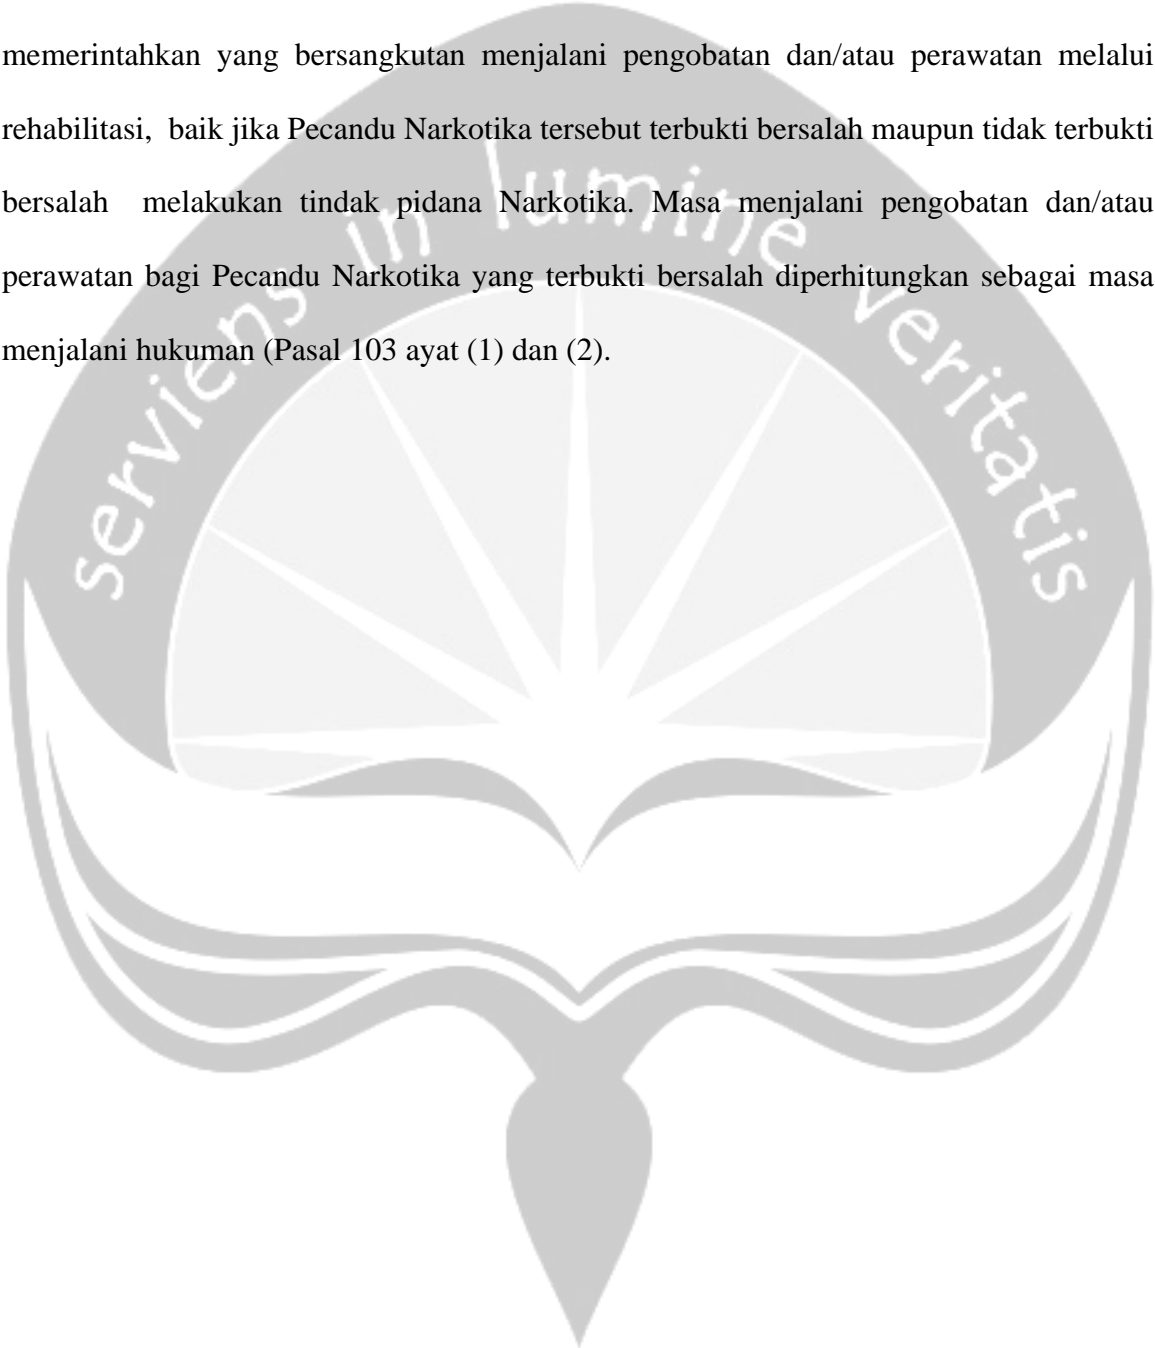 memerintahkan yang bersangkutan menjalani pengobatan dan/atau perawatan melalui
rehabilitasi, baik jika Pecandu Narkotika tersebut terbukti bersalah maupun tidak terbukti
bersalah melakukan tindak pidana Narkotika. Masa menjalani pengobatan dan/atau
perawatan bagi Pecandu Narkotika yang terbukti bersalah diperhitungkan sebagai masa
menjalani hukuman (Pasal 103 ayat (1) dan (2).
serviens in lumine veritatis